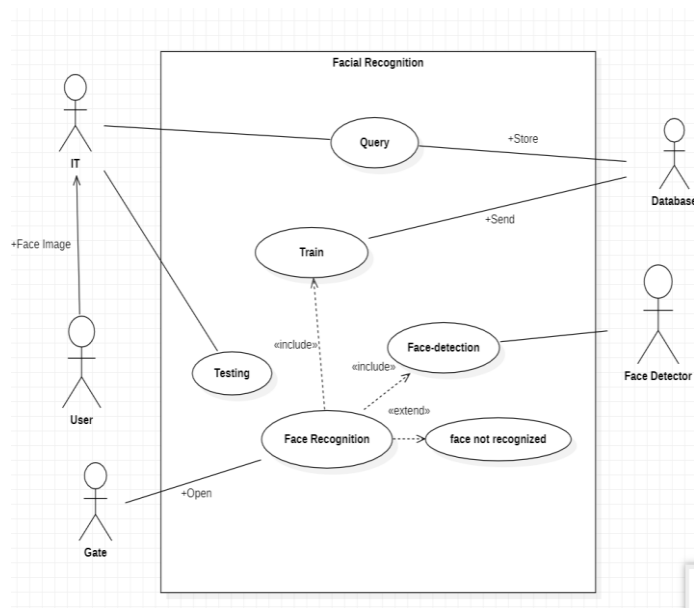 Facial Recognition
Query
+Store
IT
Database
+Send
+Face Image
Train
«include»
Face-detection
«include»
Testing
Face Detector
«extend»
User
Face Recognition
face not recognized
+Open
Gate